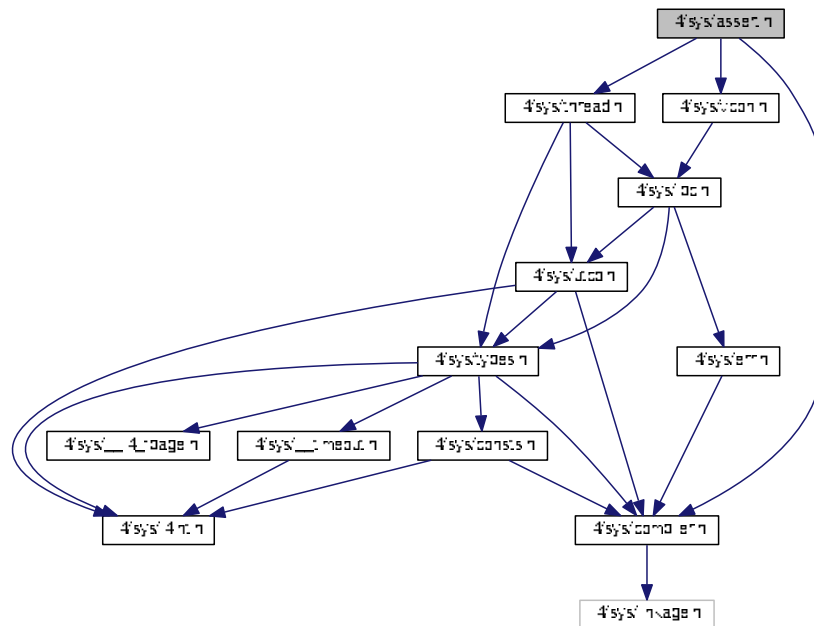 l4/sys/assert.h
l4/sys/thread.h
l4/sys/vcon.h
l4/sys/ipc.h
l4/sys/utcb.h
l4/sys/types.h
l4/sys/err.h
l4/sys/__l4_fpage.h
l4/sys/__timeout.h
l4/sys/consts.h
l4/sys/l4int.h
l4/sys/compiler.h
l4/sys/linkage.h